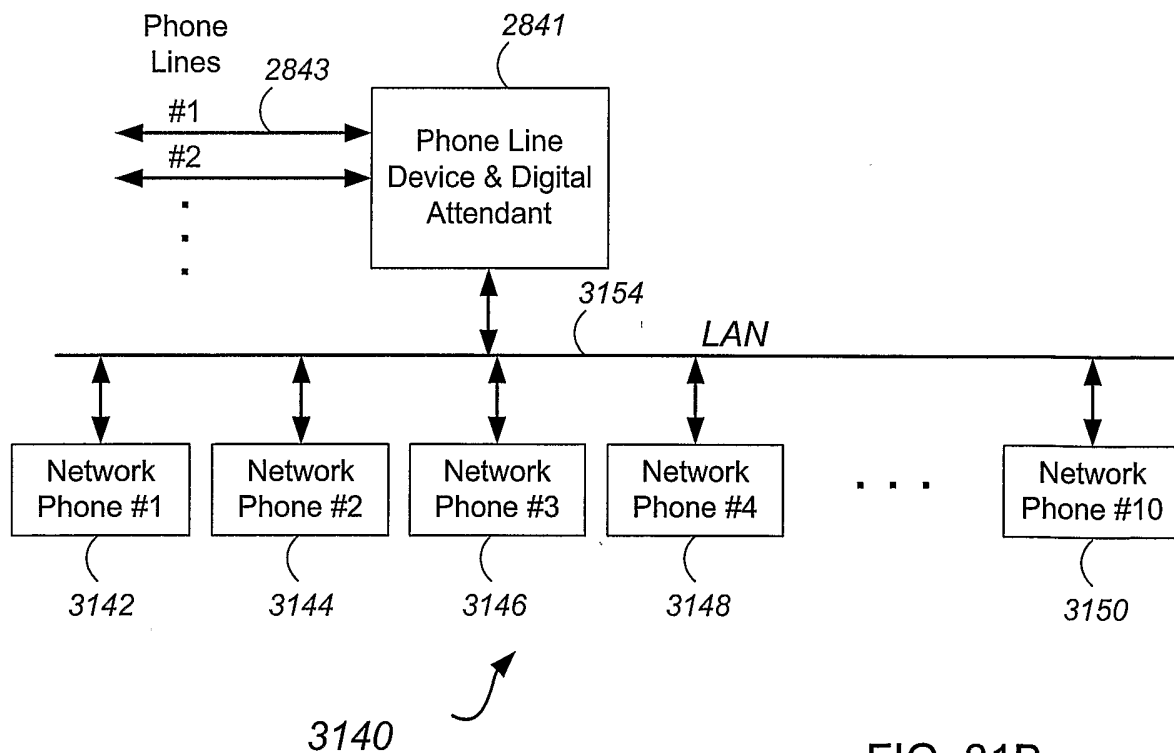 Phone
Lines
2843
2841
#1
#2
Phone Line
Device & Digital
Attendant
3154
LAN
Network
Phone #1
Network
Phone #2
Network
Phone #3
Network
Phone #4
. . .
Network
Phone #10
3142
3144
3146
3148
3150
3140
FIG.